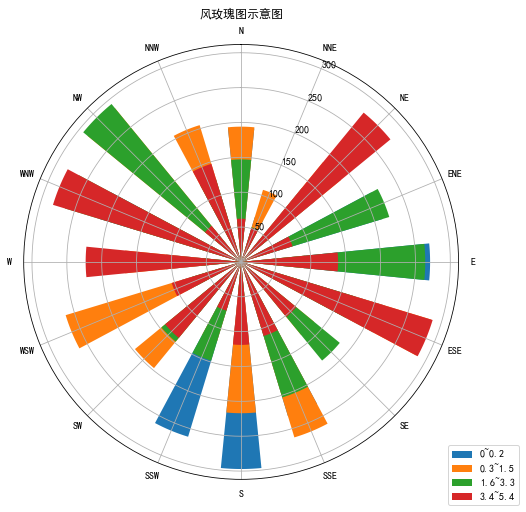 风玫瑰图示意图
N
NNW
NNE
300
NW
250
NE
200
150
WNW
100
ENE
50
W
E
WSW
ESE
SW
SE
SSW
SSE
S
0~0.2
0.3~1.5
1.6~3.3
3.4~5.4